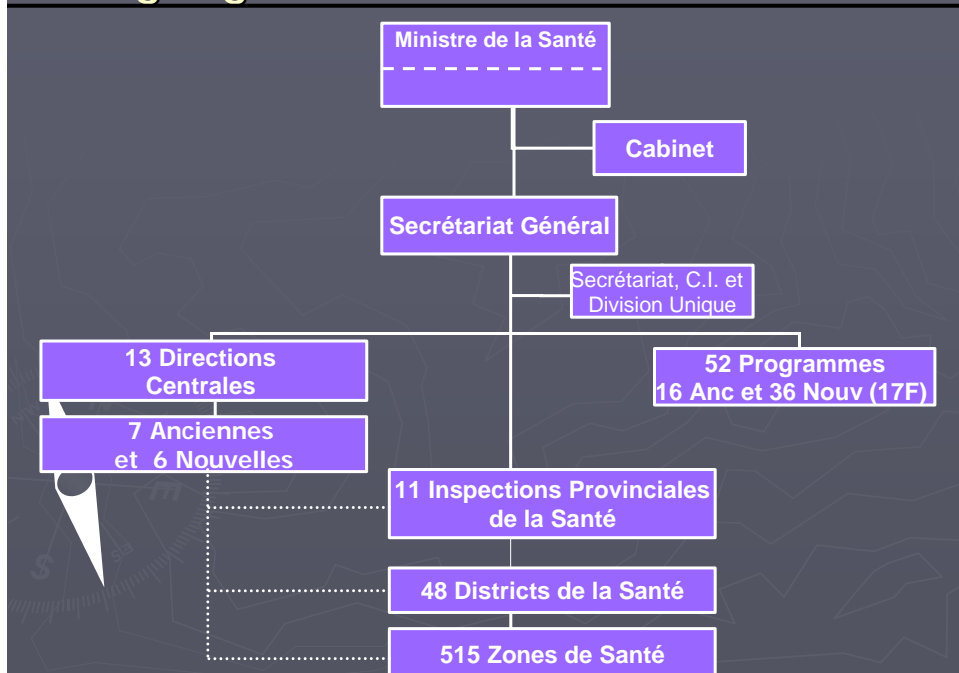 Ministre de la Santé
Cabinet
Secrétariat Général
Secrétariat, C.I. et
Division Unique
13 Directions
Centrales
52 Programmes
16 Anc et 36 Nouv (17F)
7 Anciennes
et 6 Nouvelles
11 Inspections Provinciales
de la Santé
48 Districts de la Santé
515 Zones de Santé